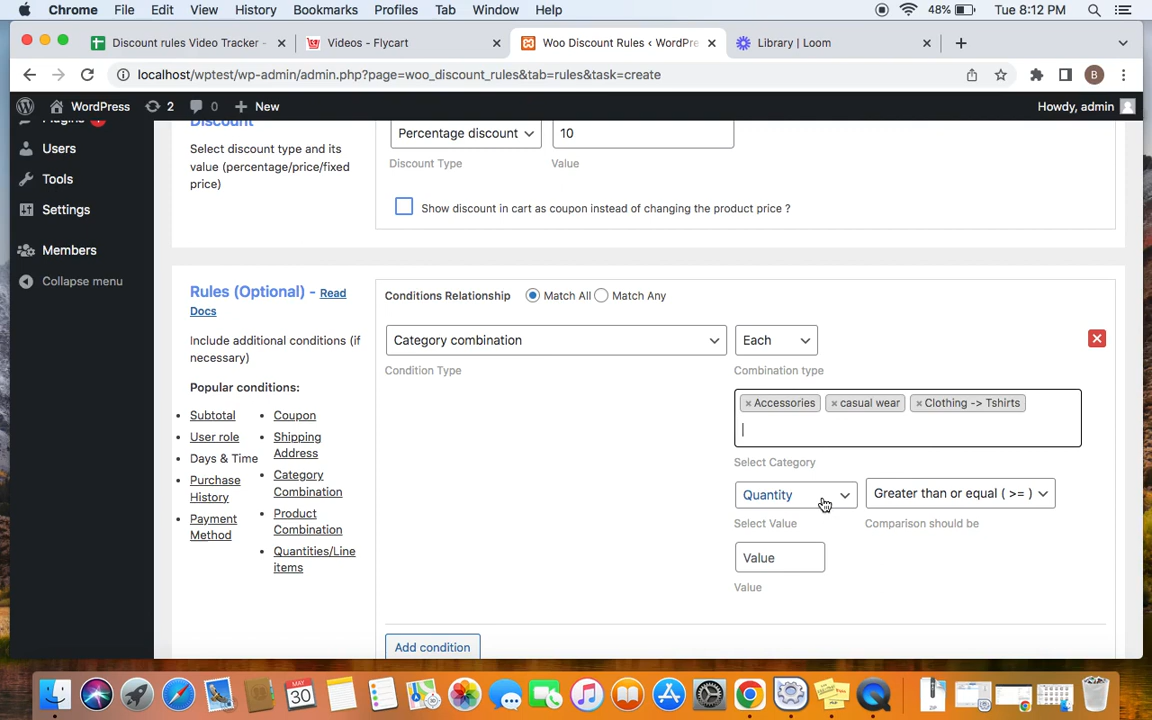 Chrome File Edit View History Bookmarks Profiles Tab Window Help 48% Tue 8:12 PM
Discount rules Video Tracker - Videos - Flycart Woo Discount Rules ‹ WordPre Library | Loom
localhost/wptest/wp-admin/admin.php?page=woo_discount_rules&tab=rules&task=create B
WordPress 2 0 New Howdy, admin
Plugins
Users
Tools
Settings
Members
Collapse menu
Discount
Select discount type and its
value (percentage/price/fixed
price)
Percentage discount 10
Discount Type Value
Show discount in cart as coupon instead of changing the product price ?
Rules (Optional) - Read
Docs
Include additional conditions (if
necessary)
Popular conditions:
Subtotal
User role
Days & Time
Purchase
History
Payment
Method
Coupon
Shipping
Address
Category
Combination
Product
Combination
Quantities/Line
items
Conditions Relationship Match All Match Any
Category combination Each
Condition Type Combination type
× Accessories × casual wear × Clothing -> Tshirts
Select Category
Quantity Greater than or equal ( >= )
Select Value Comparison should be
Value
Value
Add condition
MAY
30
ZIP